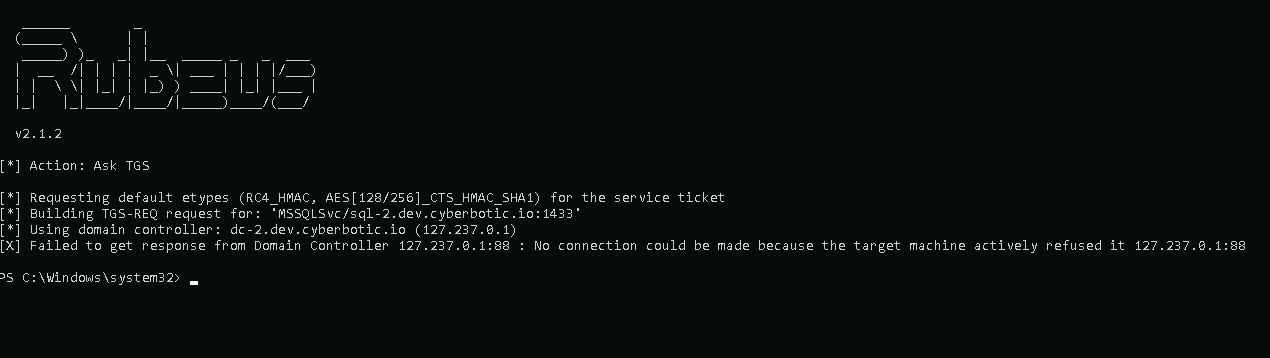 Rubeus
v2.1.2
[*] Action: Ask TGS
[*] Requesting default etypes (RC4_HMAC, AES[128/256]_CTS_HMAC_SHA1) for the service ticket
[*] Building TGS-REQ request for: 'MSSQLSvc/sql-2.dev.cyberbotic.io:1433'
[*] Using domain controller: dc-2.dev.cyberbotic.io (127.237.0.1)
[X] Failed to get response from Domain Controller 127.237.0.1:88 : No connection could be made because the target machine actively refused it 127.237.0.1:88
PS C:\Windows\system32>